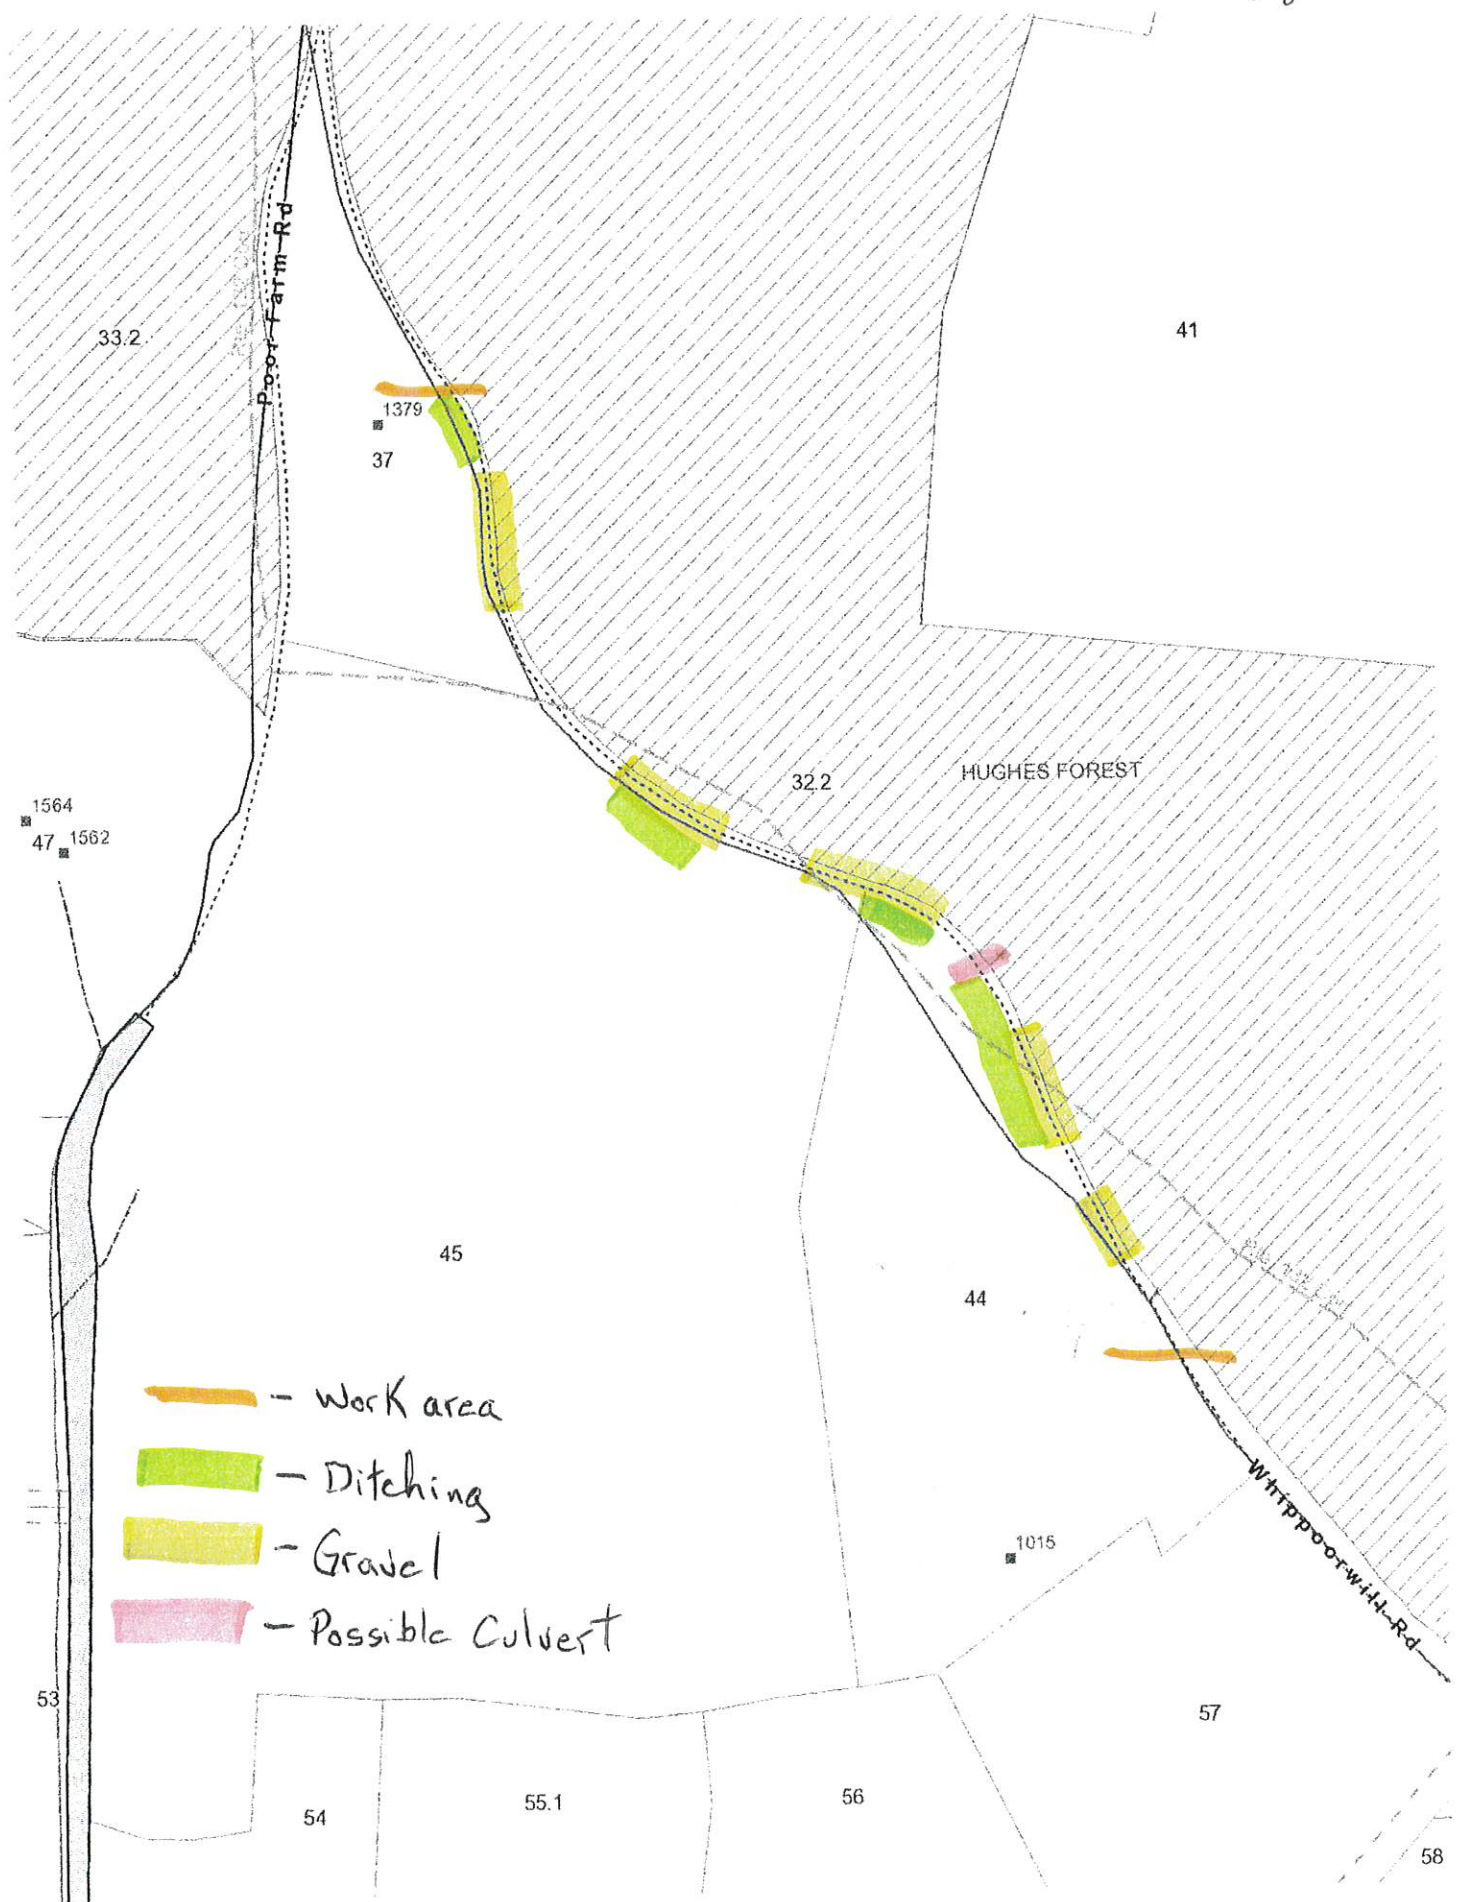 Poor Farm Rd
33.2
41
1379
37
32.2
HUGHES FOREST
1564
47
1562
45
44
- Work area
- Ditching
- Gravel
- Possible Culvert
Whippoorwill Rd
1015
53
57
54
55.1
56
58